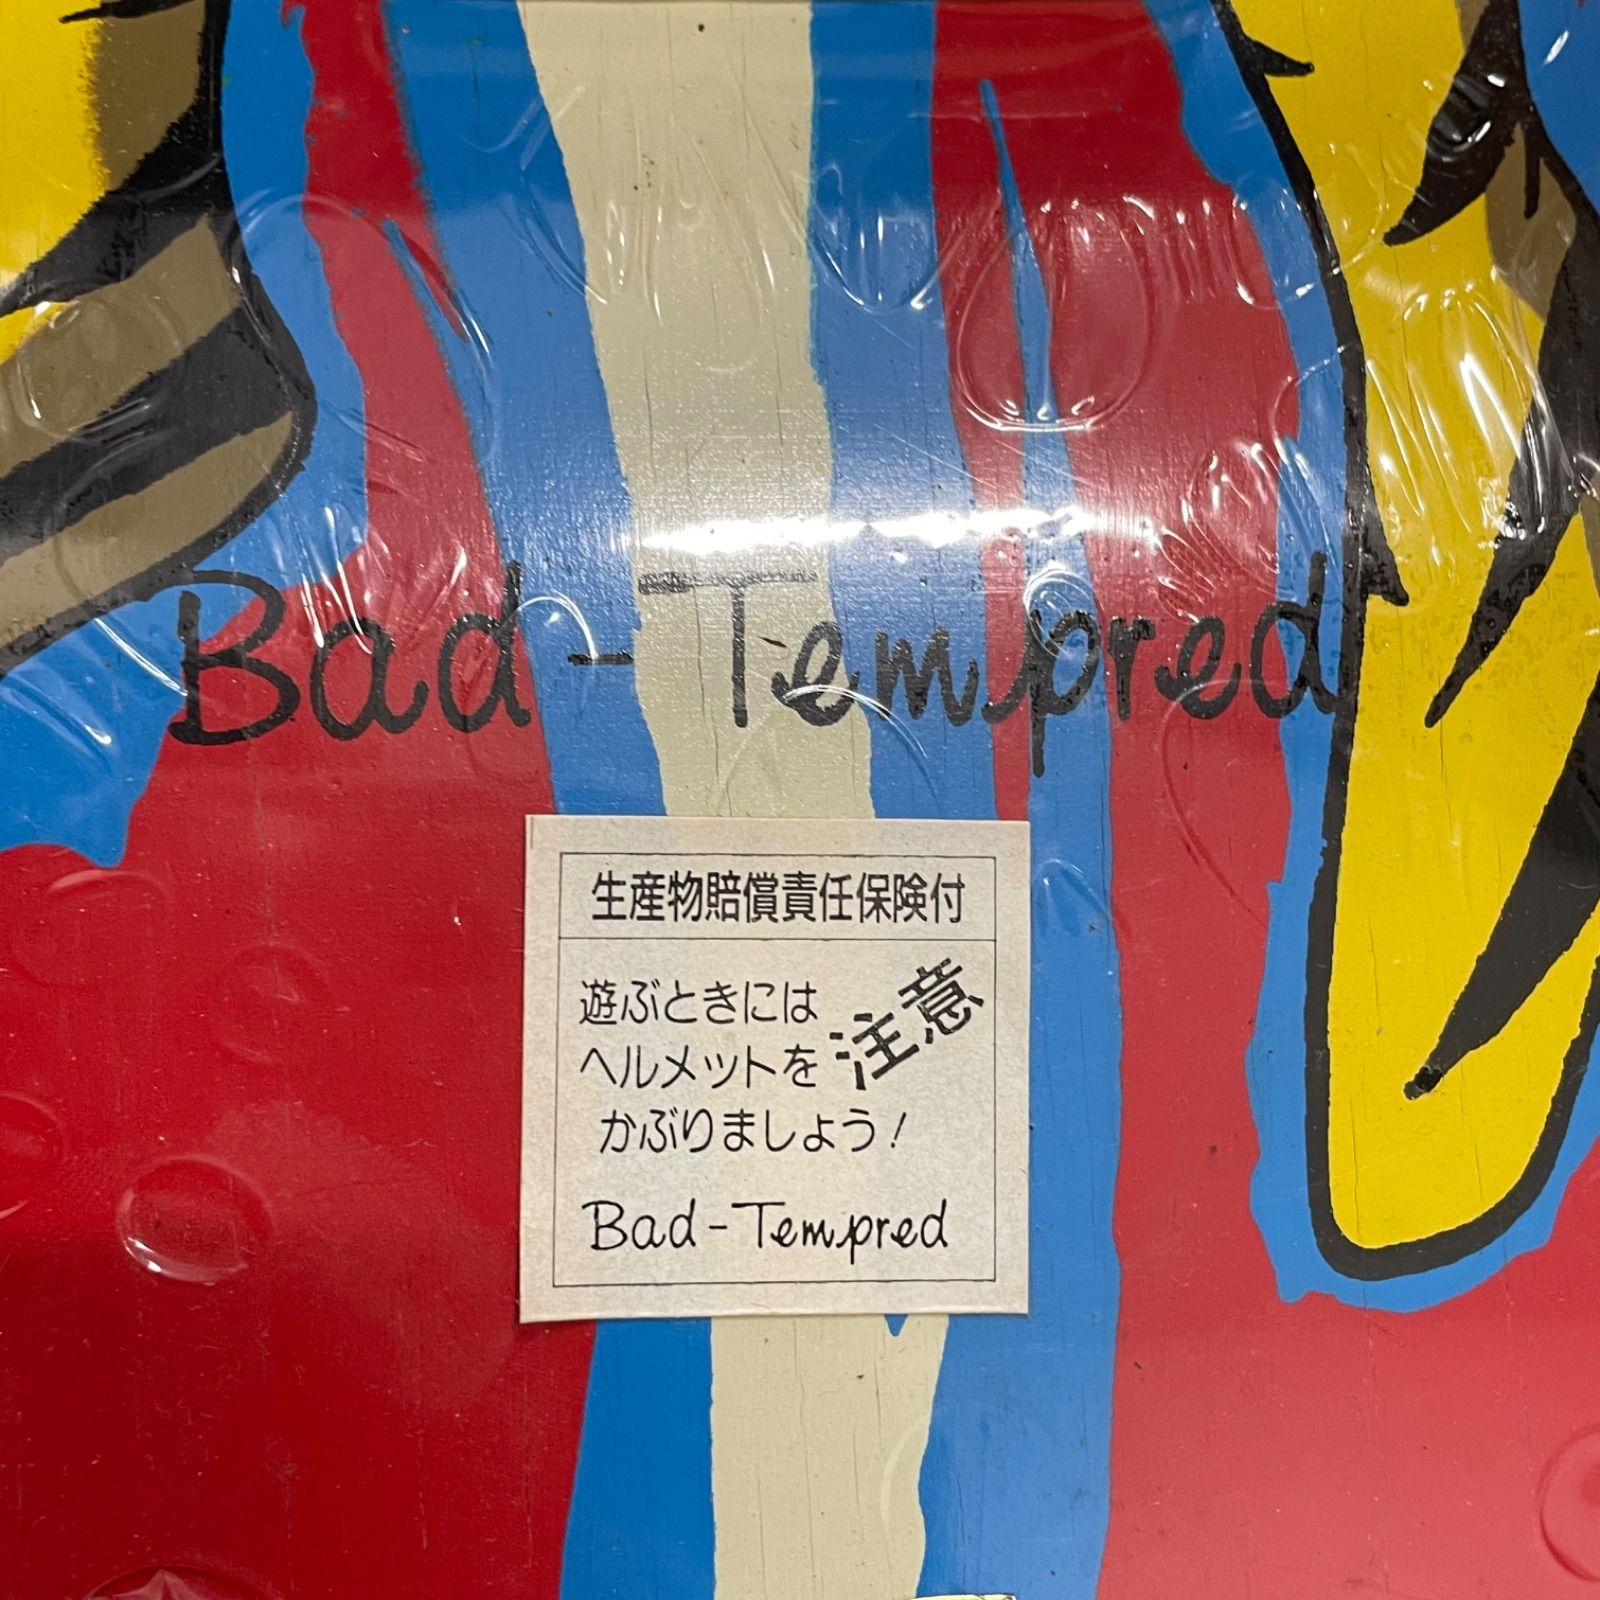 Bad-Tempred
生産物賠償責任保険付
遊ぶときには
ヘルメットを
かぶりましょう!
注意
Bad-Tempred